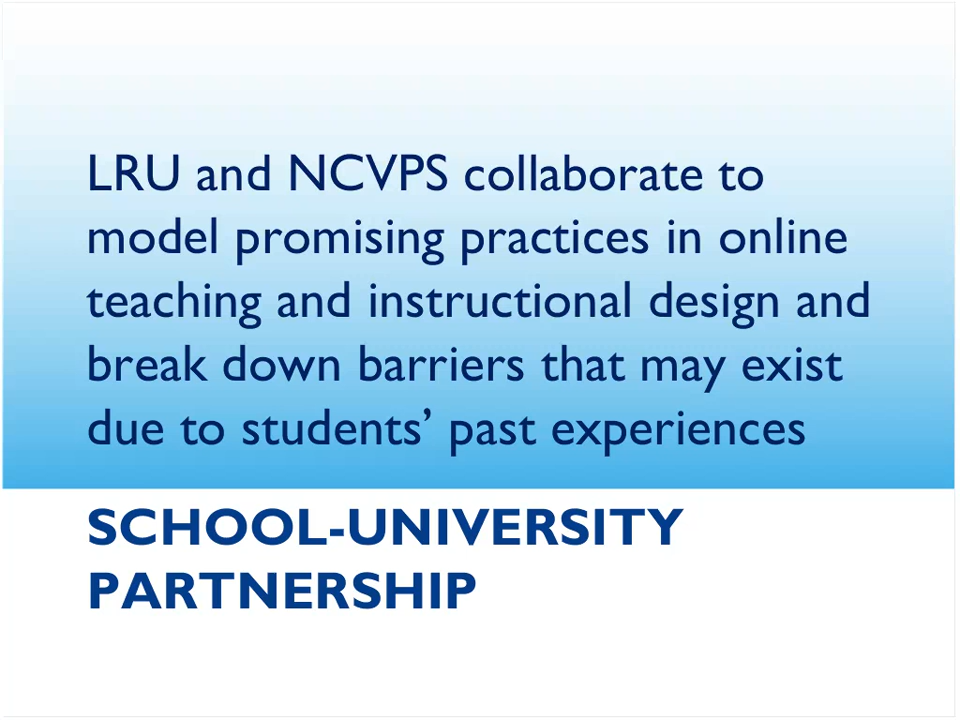 LRU and NCVPS collaborate to
model promising practices in online
teaching and instructional design and
break down barriers that may exist
due to students’ past experiences
SCHOOL-UNIVERSITY
PARTNERSHIP